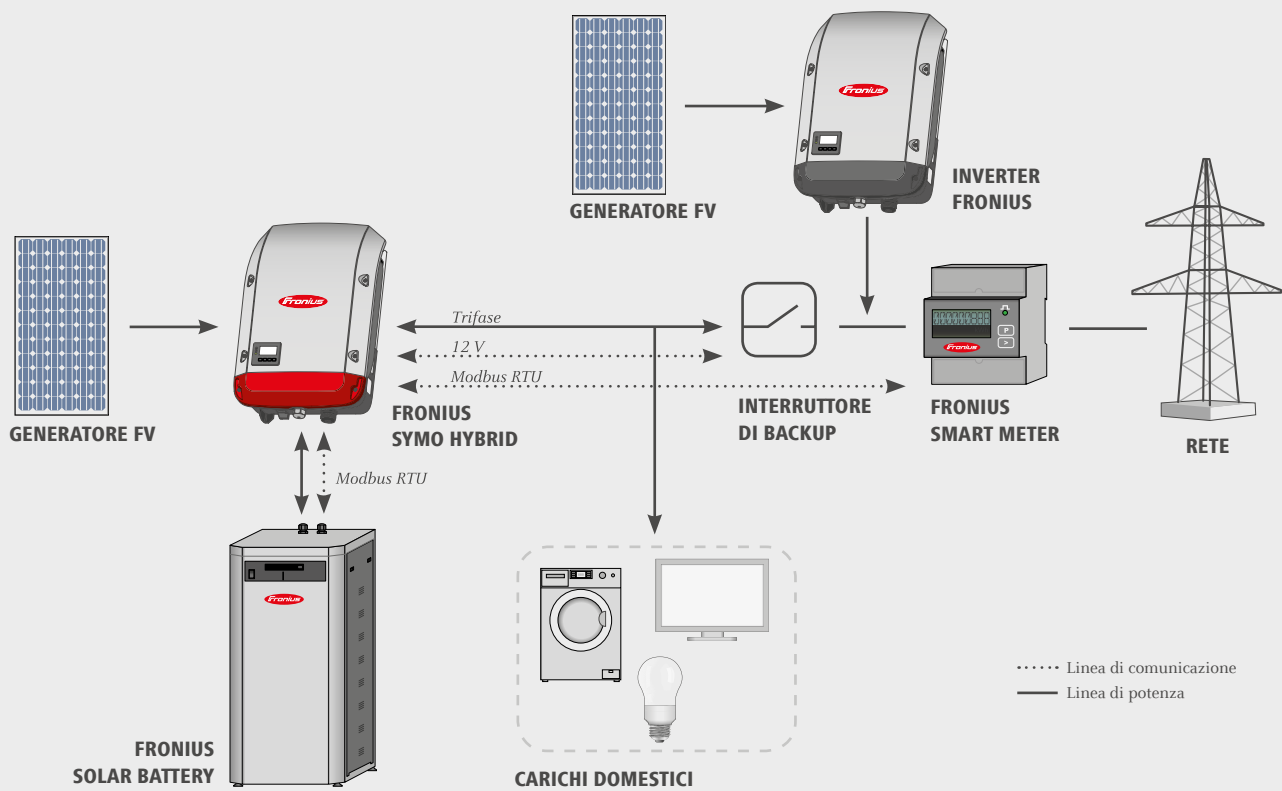 Fronius
INVERTER
FRONIUS
GENERATORE FV
Fronius
GENERATORE FV
FRONIUS
SYMO HYBRID
Trifase
12 V
Modbus RTU
INTERRUTTORE
DI BACKUP
P
>
Fronius
FRONIUS
SMART METER
RETE
Modbus RTU
Fronius
FRONIUS
SOLAR BATTERY
CARICHI DOMESTICI
Linea di comunicazione
Linea di potenza